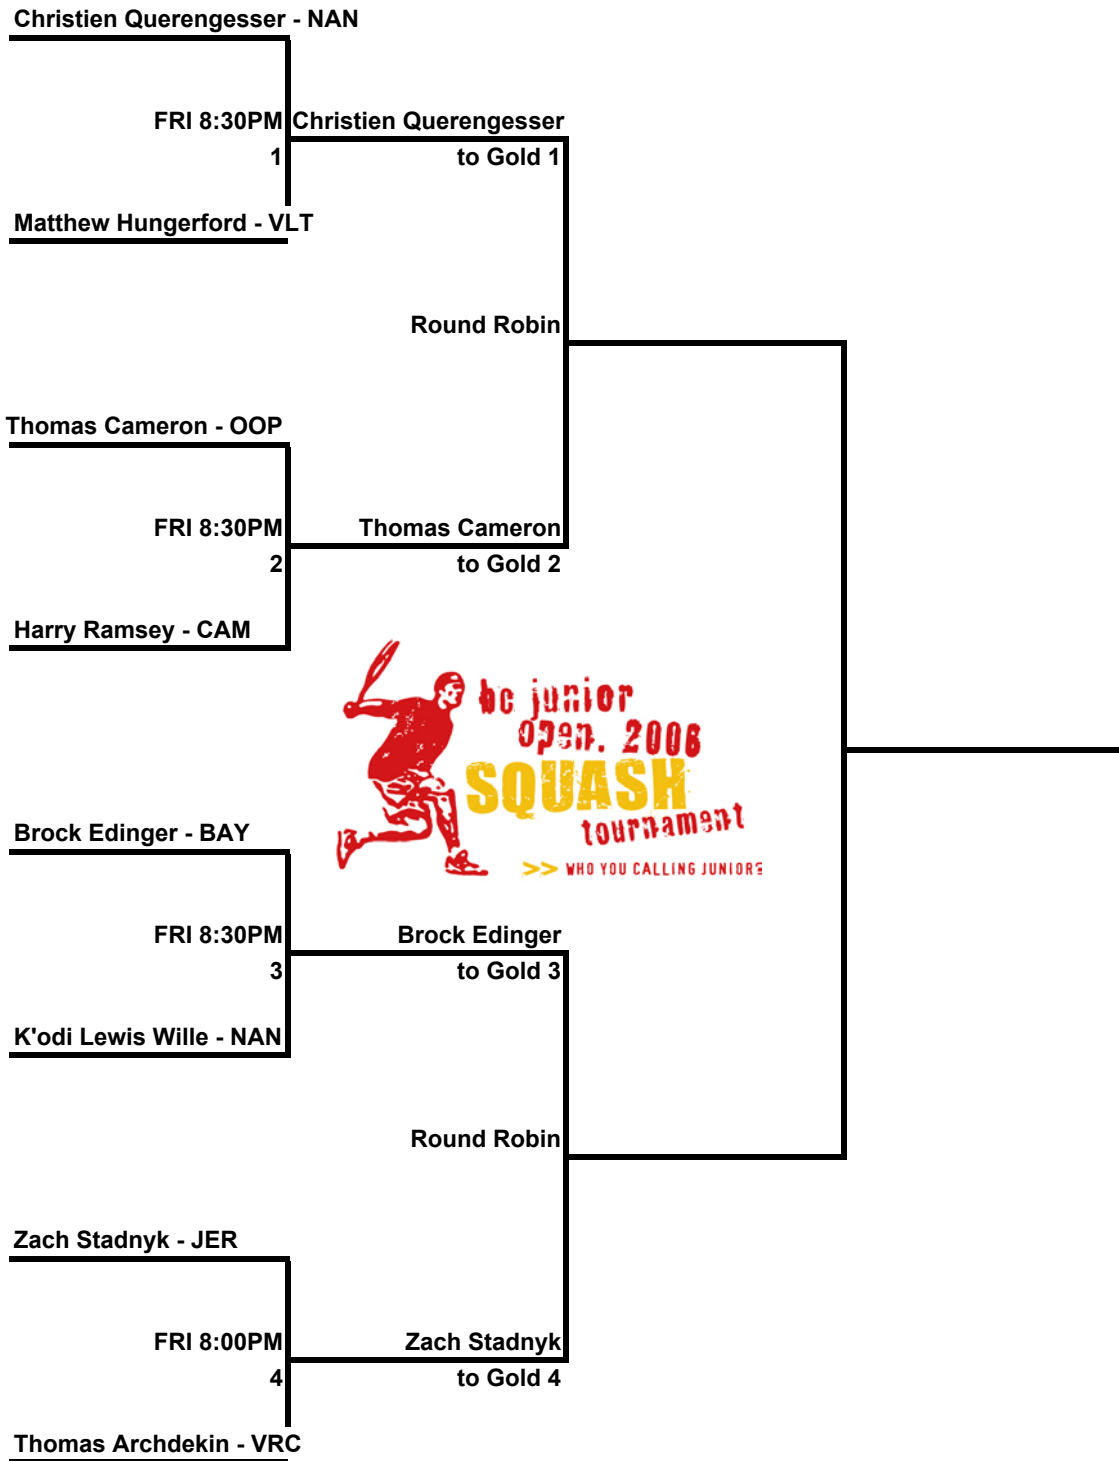 Christien Querengesser - NAN
FRI 8:30PM Christien Querengesser
1 to Gold 1
Matthew Hungerford - VLT
Round Robin
Thomas Cameron - OOP
FRI 8:30PM Thomas Cameron
2 to Gold 2
Harry Ramsey - CAM
bc junior
open. 2006
SQUASH
tournament
>> WHO YOU CALLING JUNIOR?
Brock Edinger - BAY
FRI 8:30PM Brock Edinger
3 to Gold 3
K'odi Lewis Wille - NAN
Round Robin
Zach Stadnyk - JER
FRI 8:00PM Zach Stadnyk
4 to Gold 4
Thomas Archdekin - VRC